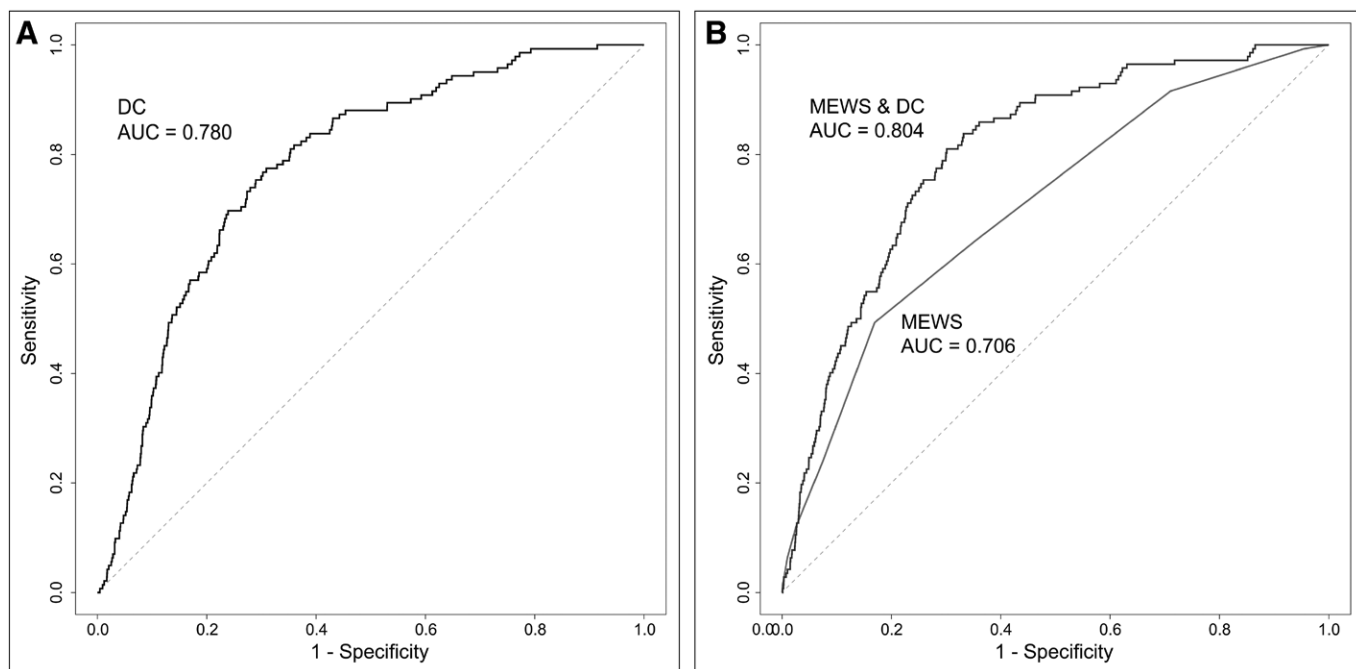 A
DC
AUC = 0.780
Sensitivity
1.0
0.8
0.6
0.4
0.2
0.0
0.0 0.2 0.4 0.6 0.8 1.0
1 - Specificity
B
MEWS & DC
AUC = 0.804
MEWS
AUC = 0.706
Sensitivity
1.0
0.8
0.6
0.4
0.2
0.0
0.0 0.0 0.2 0.4 0.6 0.8 1.0
1 - Specificity